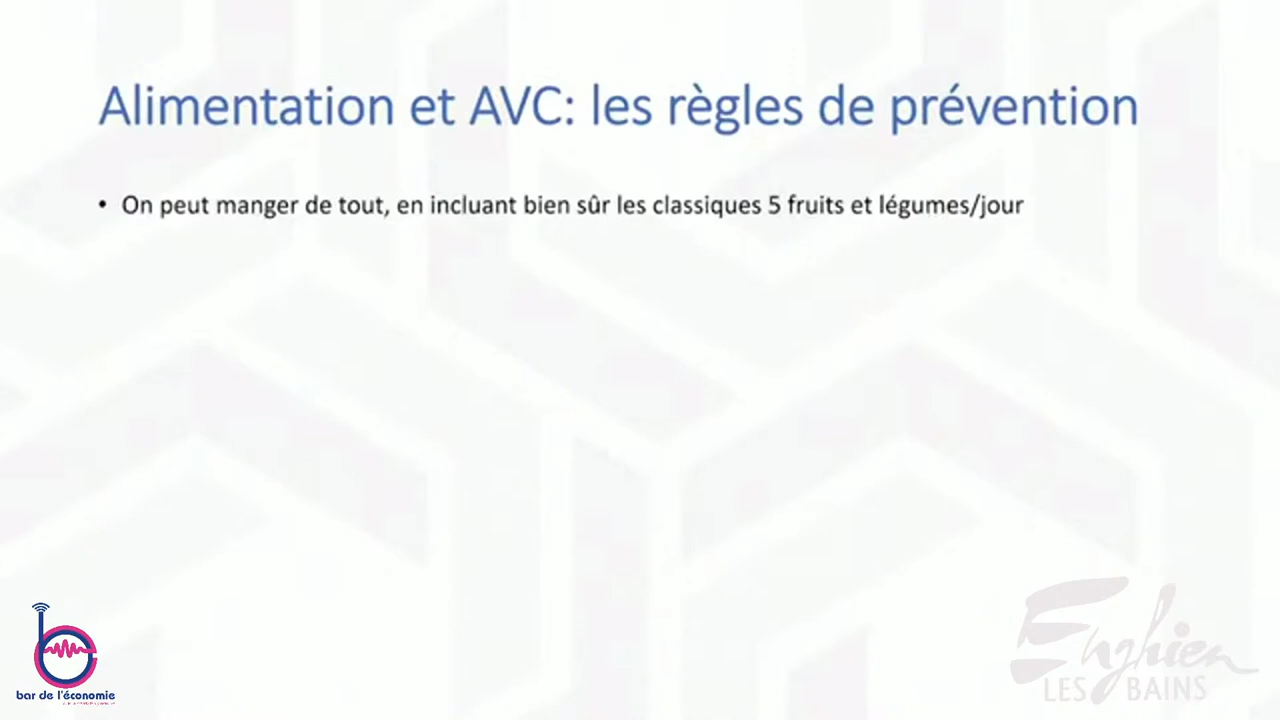 Alimentation et AVC: les règles de prévention
• On peut manger de tout, en incluant bien sûr les classiques 5 fruits et légumes/jour
Enghien
LES BAINS
bar de l'économie